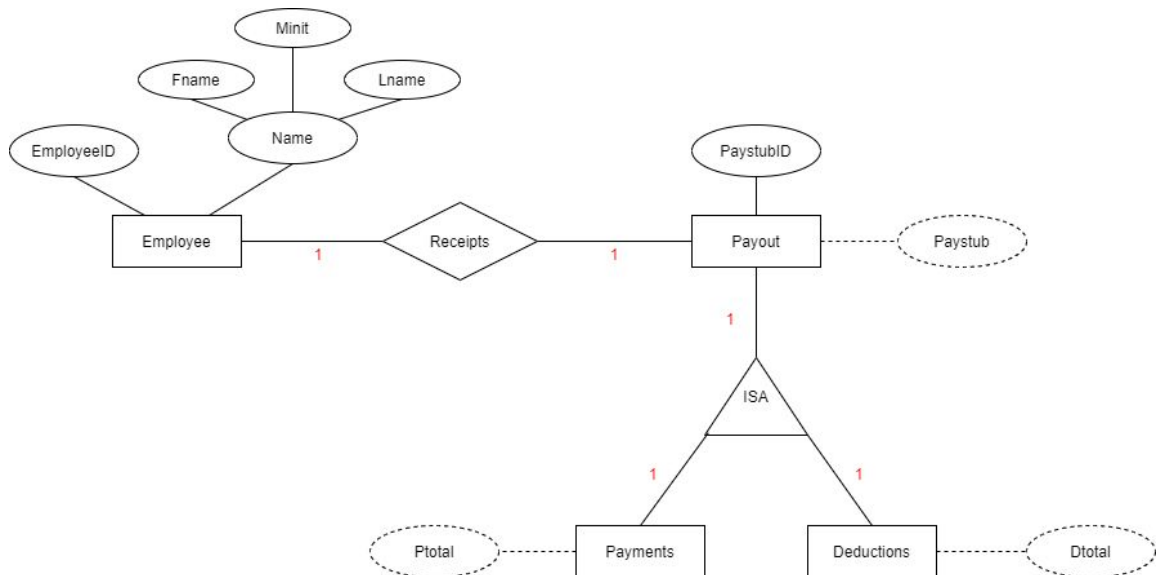 Minit
Fname
Lname
Name
EmployeeID
PaystubID
Employee
1
Receipts
1
Payout
Paystub
1
ISA
1
1
Ptotal
Payments
Deductions
Dtotal